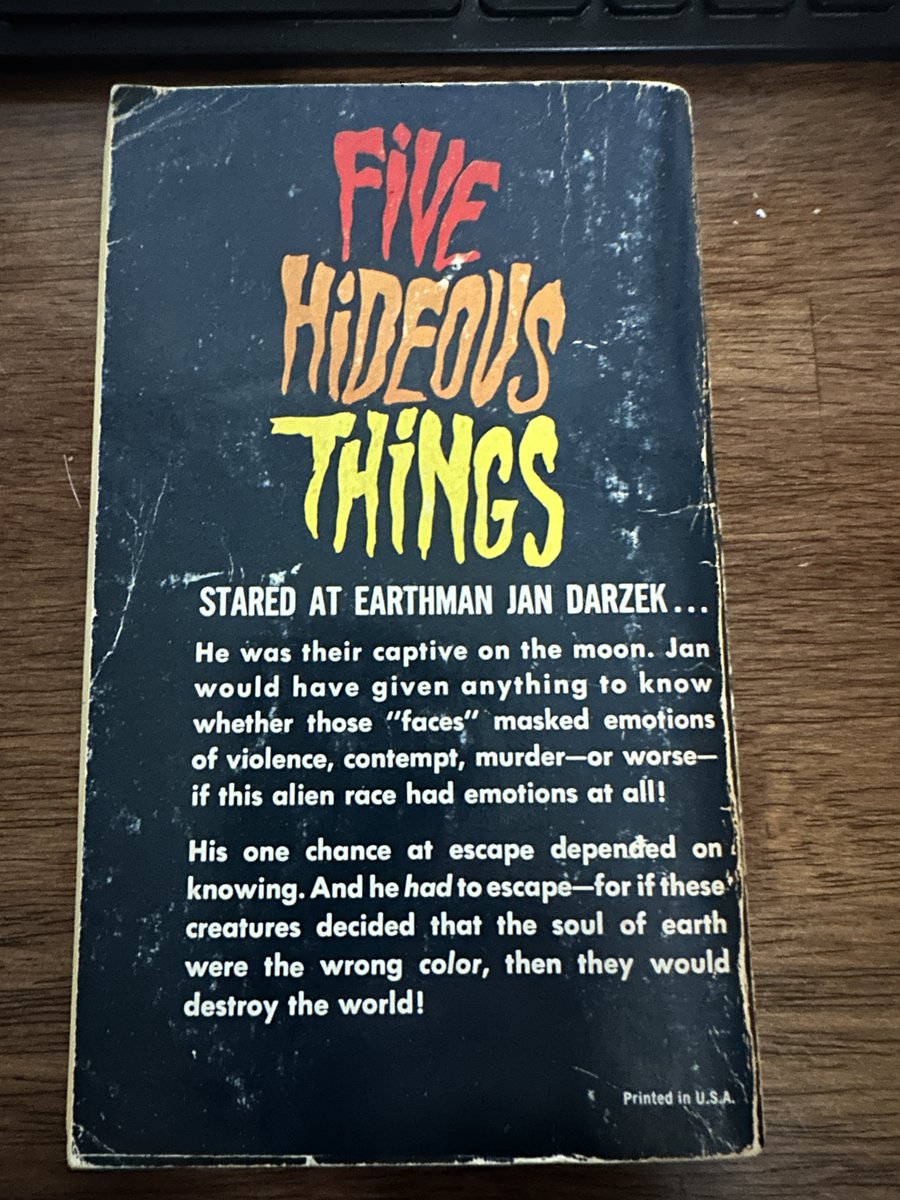 FiVE
HiDEOUS
THiNGS
STARED AT EARTHMAN JAN DARZEK...
He was their captive on the moon. Jan
would have given anything to know
whether those "faces" masked emotions
of violence, contempt, murder—or worse—
if this alien race had emotions at all!
His one chance at escape depended on
knowing. And he had to escape—for if these
creatures decided that the soul of earth
were the wrong color, then they would
destroy the world!
Printed in U.S.A.